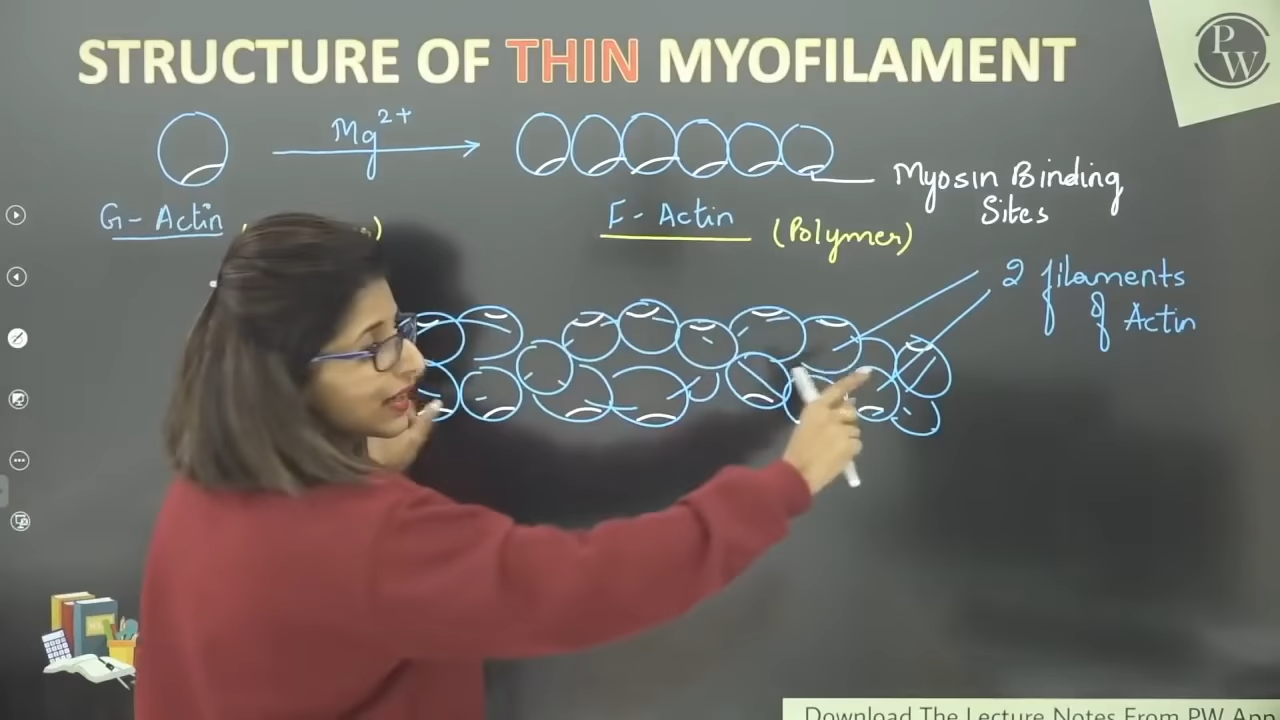 STRUCTURE OF THIN MYOFILAMENT
PW
Mg2+
Myosin Binding
Sites
G-Actin
F-Actin
(Polymer)
2 filaments
of Actin
Download The Lecture Notes From PW App